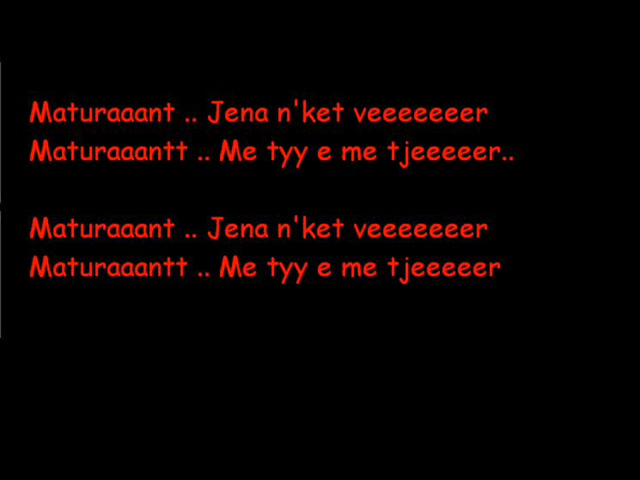 Maturaaant .. Jena n'ket veeeeeeer
Maturaaantt .. Me tyy e me tjeeeeer..
Maturaaant .. Jena n'ket veeeeeeer
Maturaaantt .. Me tyy e me tjeeeeer